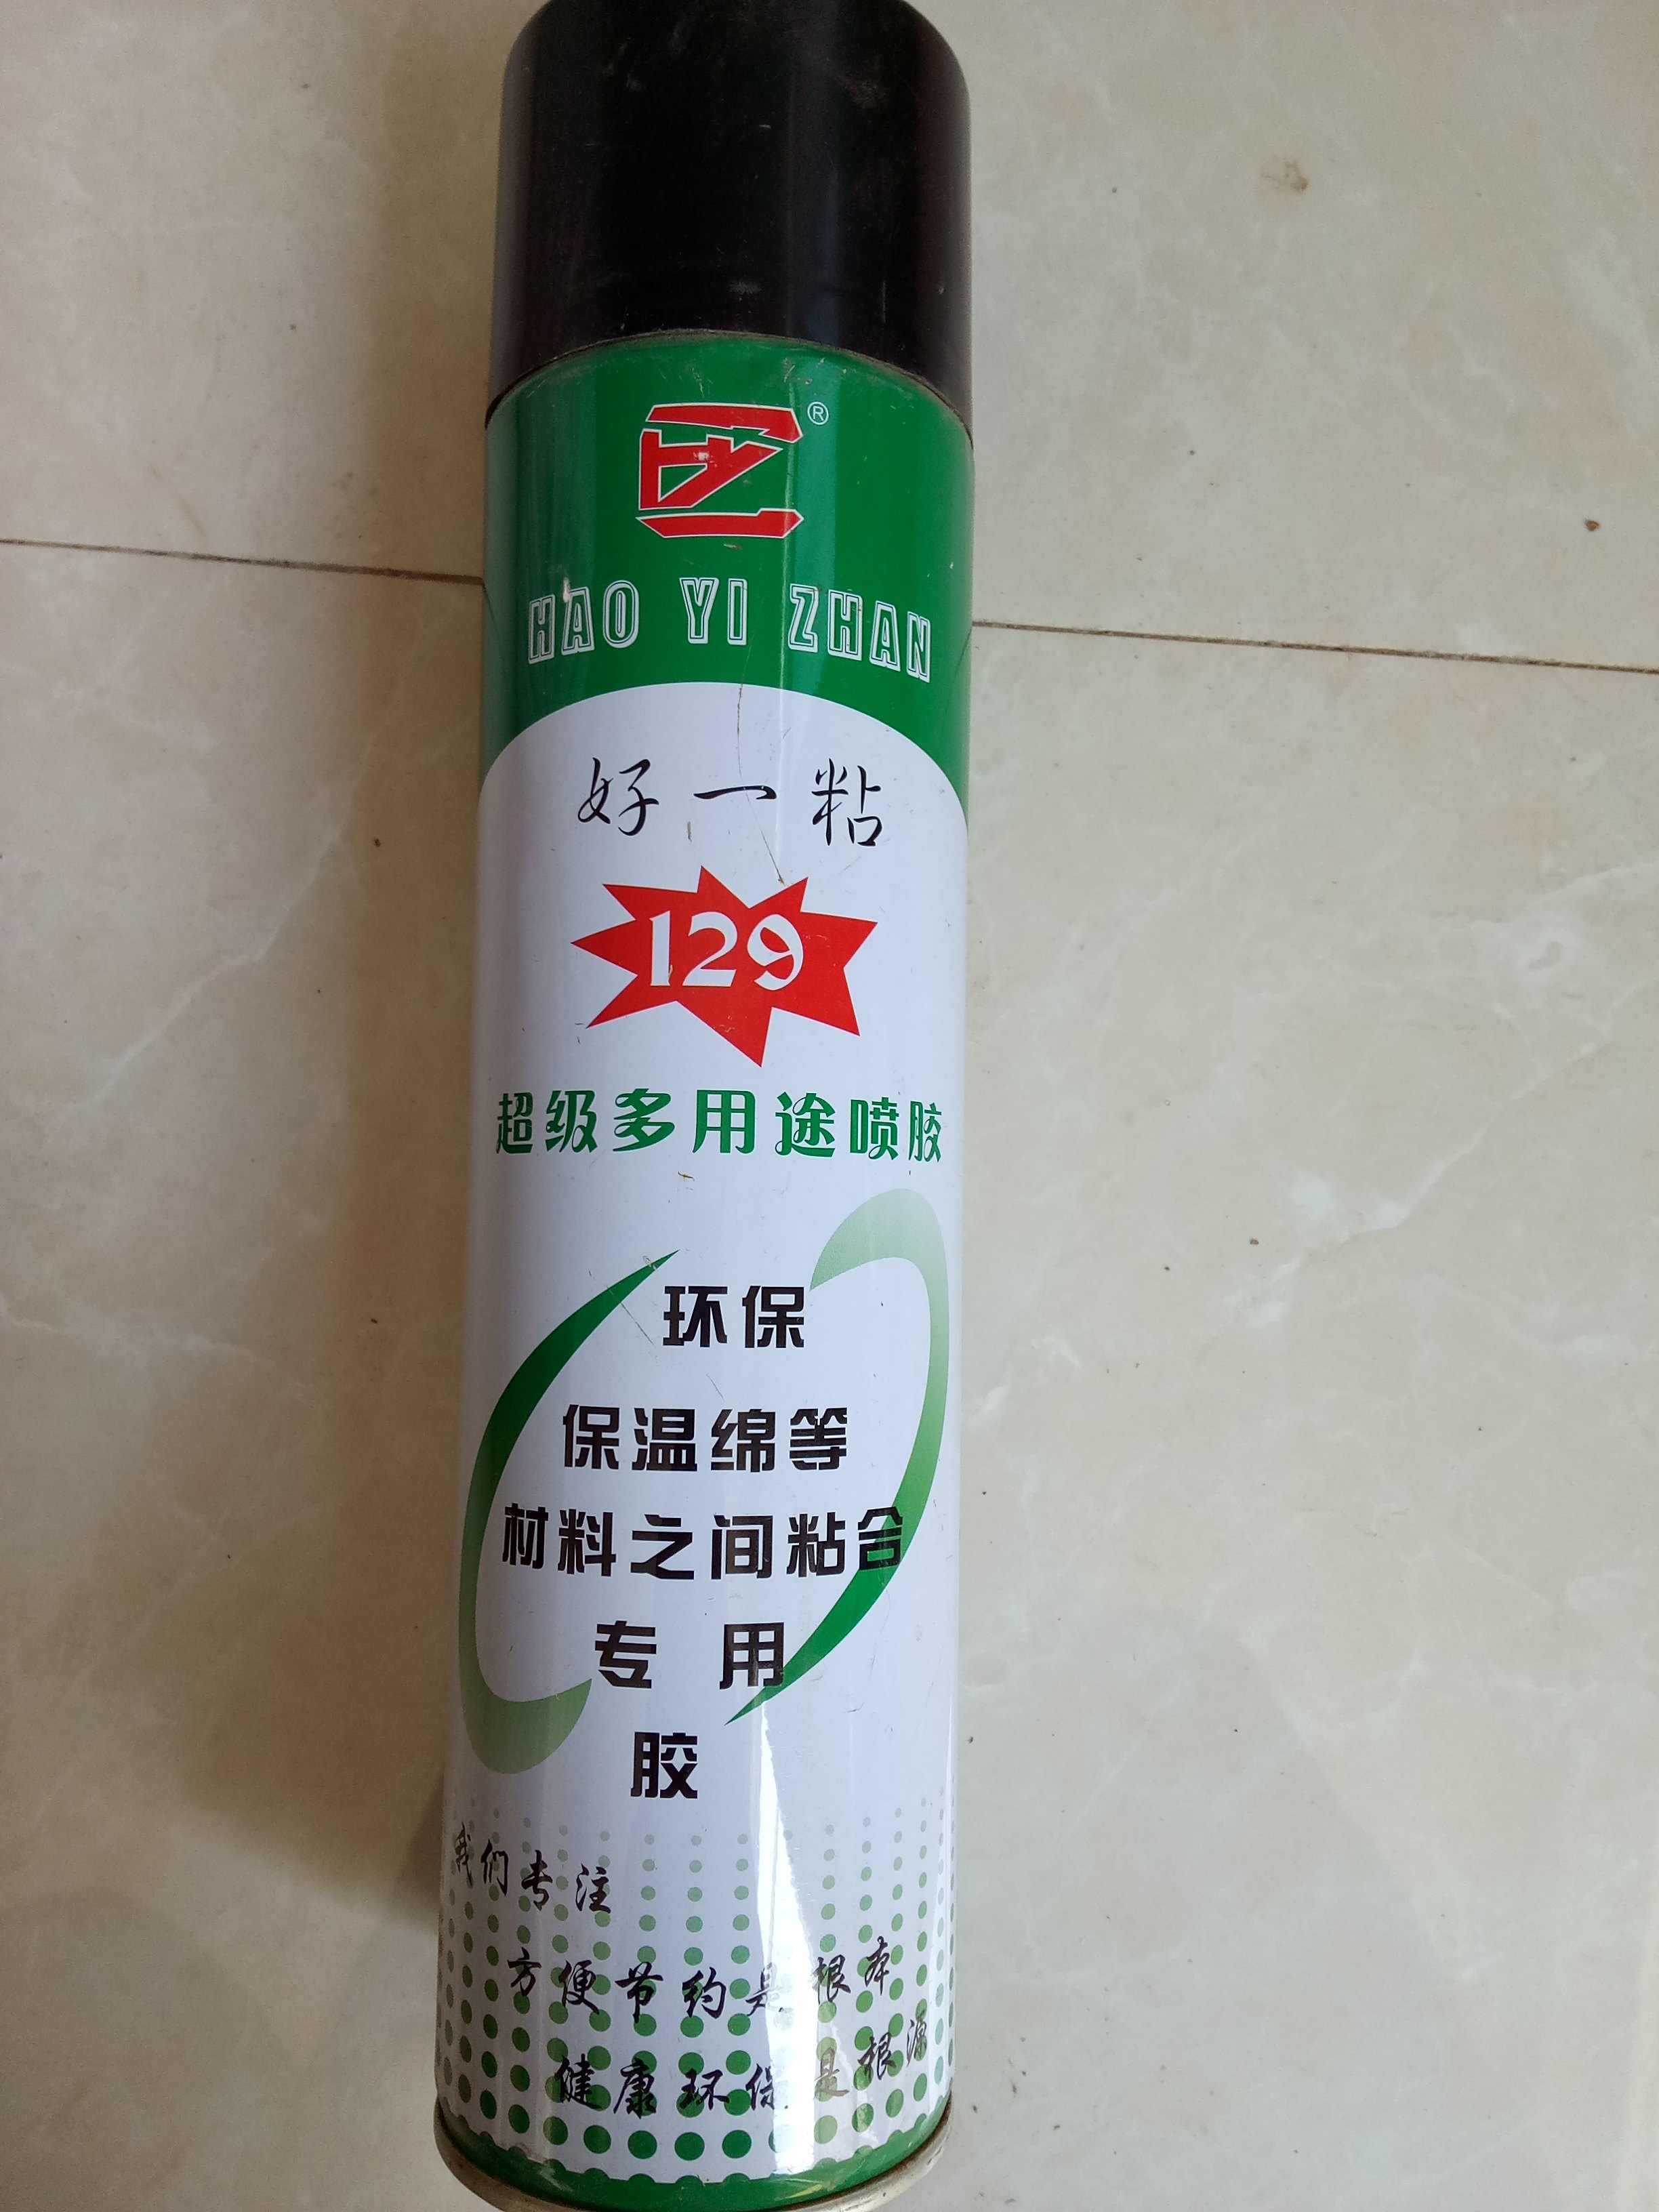 ®
HAO YI ZHAN
好一粘
129
超级多用途喷胶
环保
保温绵等
材料之间粘合
专用
胶
我们专注
方便节约是根本
健康环保是根源